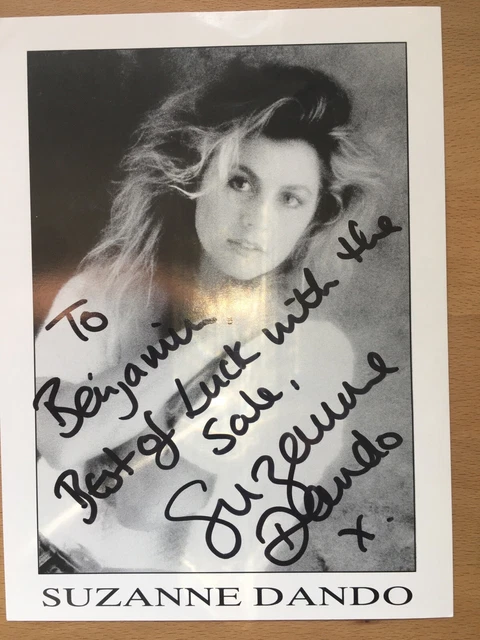 To
Benjamin
Best of Luck with the
Sale,
Suzanne
Dando
x.
SUZANNE DANDO